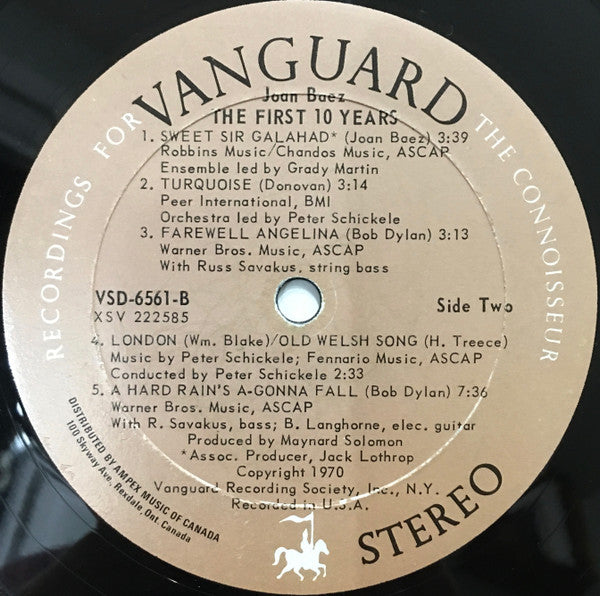 VANGUARD
RECORDINGS FOR THE CONNOISSEUR
Joan Baez
THE FIRST 10 YEARS
1. SWEET SIR GALAHAD* (Joan Baez) 3:39
Robbins Music/Chandos Music, ASCAP
Ensemble led by Grady Martin
2. TURQUOISE (Donovan) 3:14
Peer International, BMI
Orchestra led by Peter Schickele
3. FAREWELL ANGELINA (Bob Dylan) 3:13
Warner Bros. Music, ASCAP
With Russ Savakus, string bass
VSD-6561-B
Side Two
XSV 222585
4. LONDON (Wm. Blake)/OLD WELSH SONG (H. Treece)
Music by Peter Schickele; Fennario Music, ASCAP
Conducted by Peter Schickele 2:33
5. A HARD RAIN'S A-GONNA FALL (Bob Dylan) 7:36
Warner Bros. Music, ASCAP
With R. Savakus, bass; B. Langhorne, elec. guitar
Produced by Maynard Solomon
*Assoc. Producer, Jack Lothrop
Copyright 1970
Vanguard Recording Society, Inc., N.Y.
Recorded in U.S.A.
DISTRIBUTED BY AMPEX MUSIC OF CANADA
100 Skyway Ave., Rexdale, Ont. Canada
STEREO